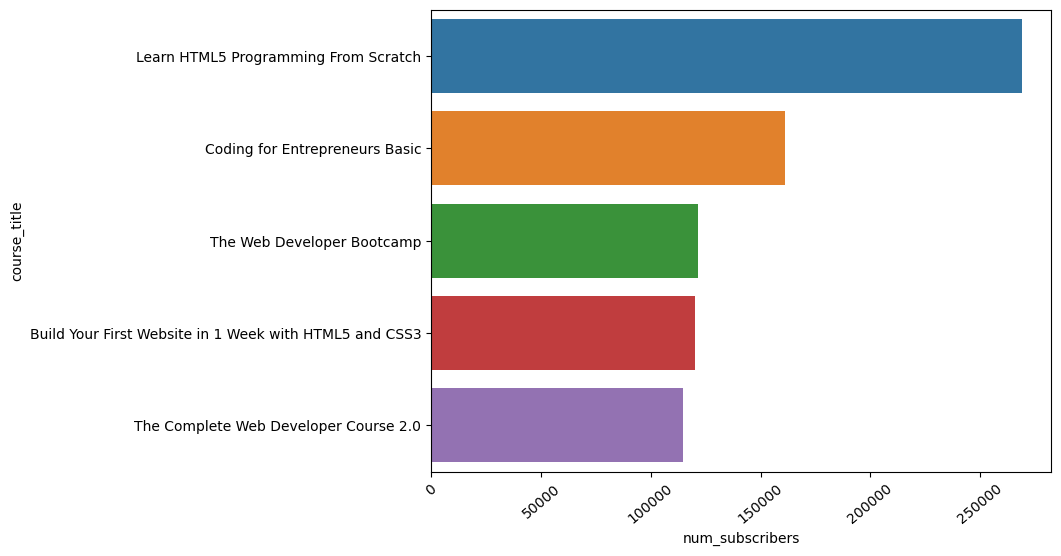 Learn HTML5 Programming From Scratch
Coding for Entrepreneurs Basic
The Web Developer Bootcamp
Build Your First Website in 1 Week with HTML5 and CSS3
The Complete Web Developer Course 2.0
course_title
0
50000
100000
150000
200000
250000
num_subscribers